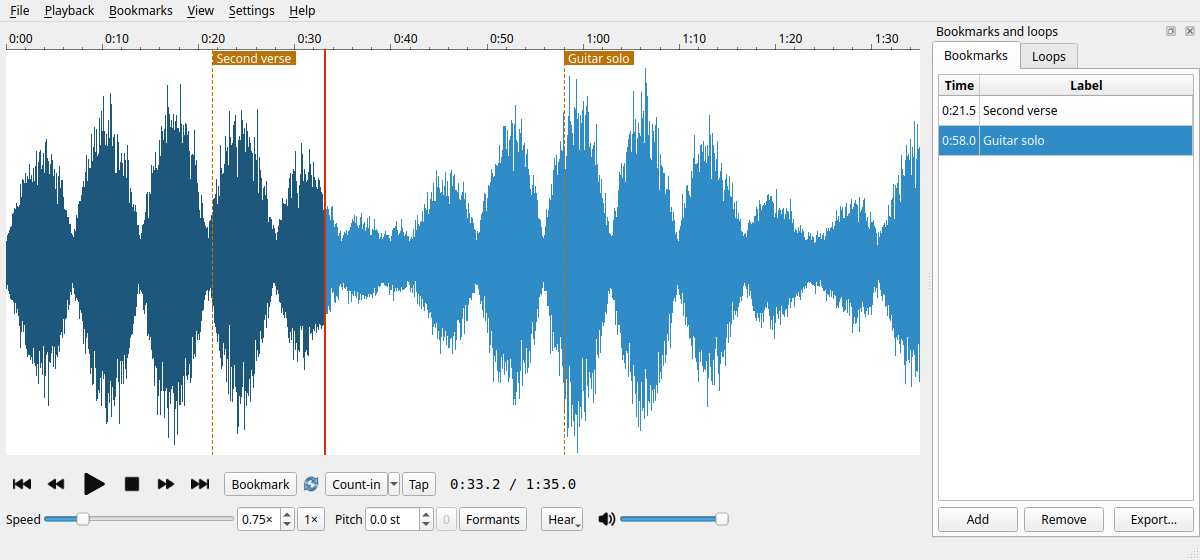 File Playback Bookmarks View Settings Help
Bookmarks and loops
0:00 0:10 0:20 0:30 0:40 0:50 1:00 1:10 1:20 1:30
Second verse Guitar solo
Bookmarks Loops
Time Label
0:21.5 Second verse
0:58.0 Guitar solo
Bookmark Count-in Tap 0:33.2 / 1:35.0
Speed 0.75× 1× Pitch 0.0 st 0 Formants Hear
Add Remove Export...